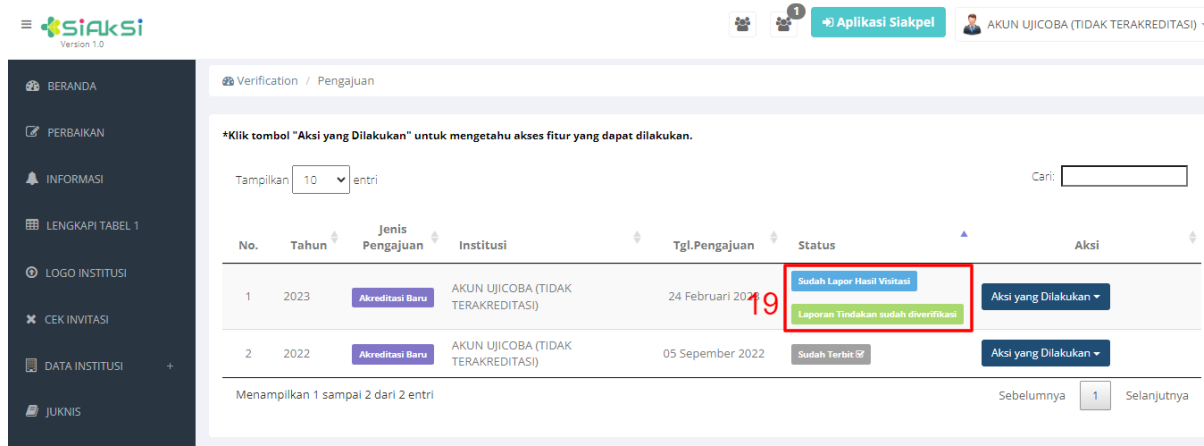 SiAkSi
Version 1.0
1
Aplikasi Siakpel
AKUN UJICOBA (TIDAK TERAKREDITASI)
BERANDA
PERBAIKAN
INFORMASI
LENGKAPI TABEL 1
LOGO INSTITUSI
CEK INVITASI
DATA INSTITUSI +
JUKNIS
Verification / Pengajuan
*Klik tombol "Aksi yang Dilakukan" untuk mengetahu akses fitur yang dapat dilakukan.
Tampilkan 10 entri
Cari:
No. Tahun Jenis Pengajuan Institusi Tgl.Pengajuan Status Aksi
1 2023 Akreditasi Baru AKUN UJICOBA (TIDAK TERAKREDITASI) 24 Februari 2023 Sudah Lapor Hasil Visitasi Aksi yang Dilakukan
19 Laporan Tindakan sudah diverifikasi
2 2022 Akreditasi Baru AKUN UJICOBA (TIDAK TERAKREDITASI) 05 Sepember 2022 Sudah Terbit Aksi yang Dilakukan
Menampilkan 1 sampai 2 dari 2 entri
Sebelumnya 1 Selanjutnya